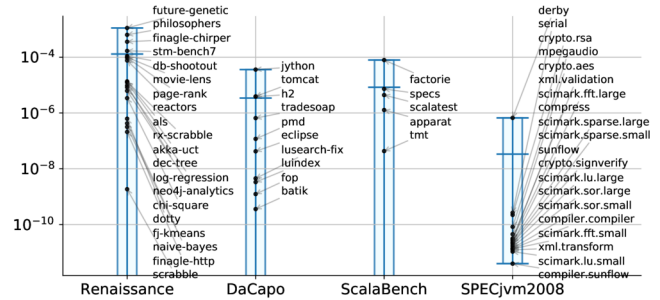 future-genetic
philosophers
finagle-chirper
stm-bench7
db-shootout
movie-lens
page-rank
reactors
als
rx-scrabble
akka-uct
dec-tree
log-regression
neo4j-analytics
chi-square
dotty
fj-kmeans
naive-bayes
finagle-http
scrabble
jython
tomcat
h2
tradesoap
pmd
eclipse
lusearch-fix
luindex
fop
batik
factorie
specs
scalatest
apparat
tmt
derby
serial
crypto.rsa
mpegaudio
crypto.aes
xml.validation
scimark.fft.large
compress
scimark.sparse.large
scimark.sparse.small
sunflow
crypto.signverify
scimark.lu.large
scimark.sor.large
scimark.sor.small
compiler.compiler
scimark.fft.small
xml.transform
scimark.lu.small
compiler.sunflow
10⁻⁴
10⁻⁶
10⁻⁸
10⁻¹⁰
Renaissance DaCapo ScalaBench SPECjvm2008